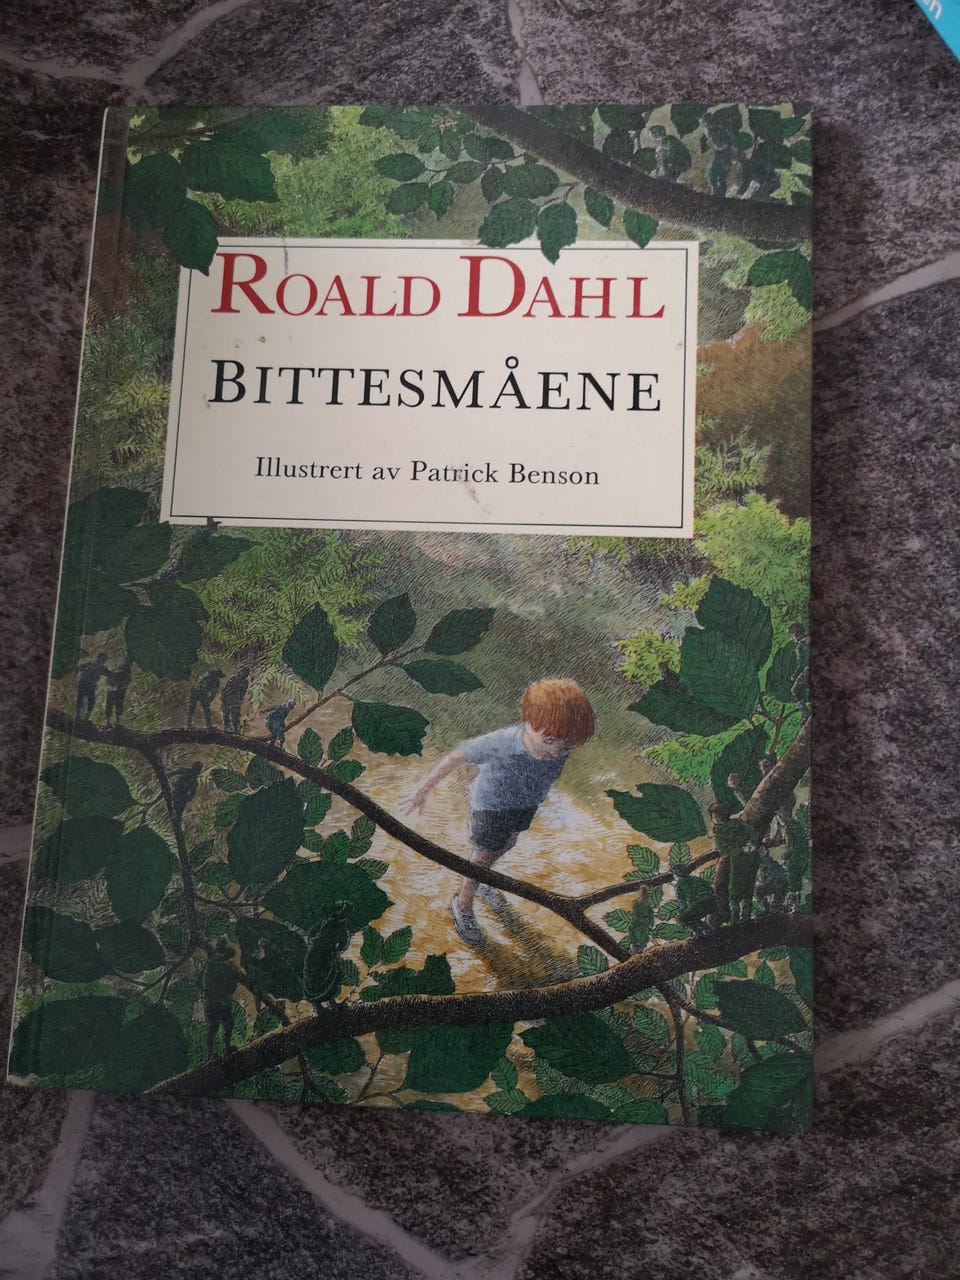 ROALD DAHL
BITTESMÅENE
Illustrert av Patrick Benson